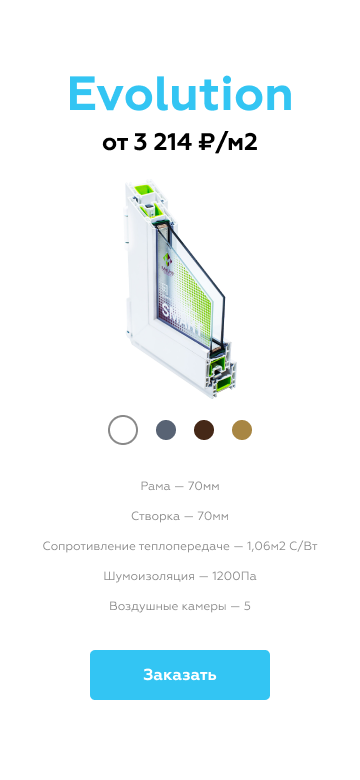 Evolution
от 3 214 ₽/м2
SMART
Рама — 70мм
Створка — 70мм
Сопротивление теплопередаче — 1,06м2 С/Вт
Шумоизоляция — 1200Па
Воздушные камеры — 5
Заказать